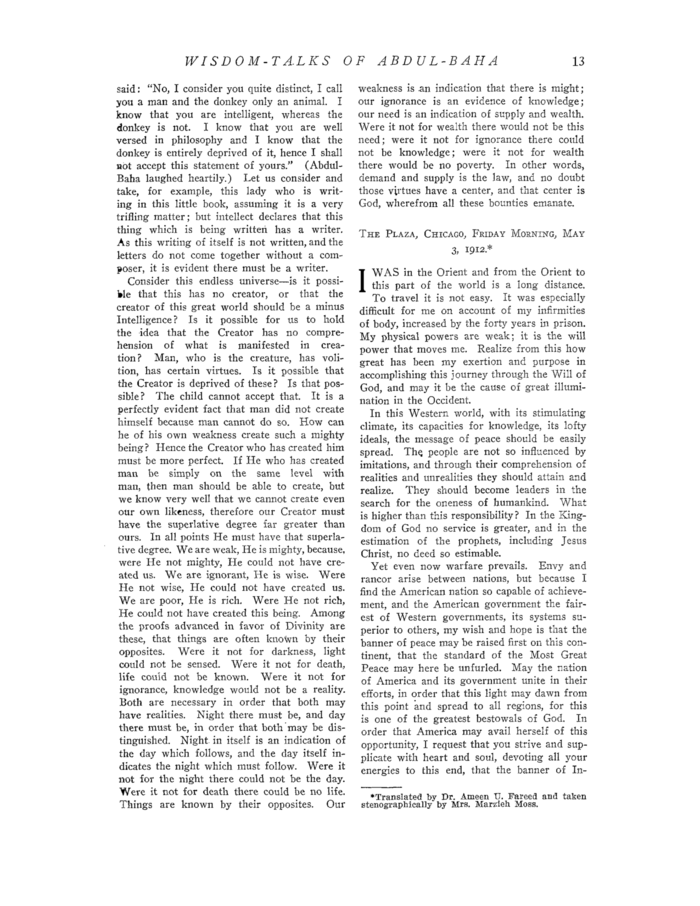 WISDOM-TALKS OF ABDUL-BAHA 13
said: "No, I consider you quite distinct, I call
you a man and the donkey only an animal. I
know that you are intelligent, whereas the
donkey is not. I know that you are well
versed in philosophy and I know that the
donkey is entirely deprived of it, hence I shall
not accept this statement of yours." (Abdul-
Baha laughed heartily.) Let us consider and
take, for example, this lady who is writ-
ing in this little book, assuming it is a very
trifling matter; but intellect declares that this
thing which is being written has a writer.
As this writing of itself is not written, and the
letters do not come together without a com-
poser, it is evident there must be a writer.
Consider this endless universe—is it possi-
ble that this has no creator, or that the
creator of this great world should be a minus
Intelligence? Is it possible for us to hold
the idea that the Creator has no compre-
hension of what is manifested in crea-
tion? Man, who is the creature, has voli-
tion, has certain virtues. Is it possible that
the Creator is deprived of these? Is that pos-
sible? The child cannot accept that. It is a
perfectly evident fact that man did not create
himself because man cannot do so. How can
he of his own weakness create such a mighty
being? Hence the Creator who has created him
must be more perfect. If He who has created
man be simply on the same level with
man, then man should be able to create, but
we know very well that we cannot create even
our own likeness, therefore our Creator must
have the superlative degree far greater than
ours. In all points He must have that superla-
tive degree. We are weak, He is mighty, because,
were He not mighty, He could not have cre-
ated us. We are ignorant, He is wise. Were
He not wise, He could not have created us.
We are poor, He is rich. Were He not rich,
He could not have created this being. Among
the proofs advanced in favor of Divinity are
these, that things are often known by their
opposites. Were it not for darkness, light
could not be sensed. Were it not for death,
life could not be known. Were it not for
ignorance, knowledge would not be a reality.
Both are necessary in order that both may
have realities. Night there must be, and day
there must be, in order that both may be dis-
tinguished. Night in itself is an indication of
the day which follows, and the day itself in-
dicates the night which must follow. Were it
not for the night there could not be the day.
Were it not for death there could be no life.
Things are known by their opposites. Our
weakness is an indication that there is might;
our ignorance is an evidence of knowledge;
our need is an indication of supply and wealth.
Were it not for wealth there would not be this
need; were it not for ignorance there could
not be knowledge; were it not for wealth
there would be no poverty. In other words,
demand and supply is the law, and no doubt
those virtues have a center, and that center is
God, wherefrom all these bounties emanate.
THE PLAZA, CHICAGO, FRIDAY MORNING, MAY
3, 1912.*
I WAS in the Orient and from the Orient to
this part of the world is a long distance.
To travel it is not easy. It was especially
difficult for me on account of my infirmities
of body, increased by the forty years in prison.
My physical powers are weak; it is the will
power that moves me. Realize from this how
great has been my exertion and purpose in
accomplishing this journey through the Will of
God, and may it be the cause of great illumi-
nation in the Occident.
In this Western world, with its stimulating
climate, its capacities for knowledge, its lofty
ideals, the message of peace should be easily
spread. The people are not so influenced by
imitations, and through their comprehension of
realities and unrealities they should attain and
realize. They should become leaders in the
search for the oneness of humankind. What
is higher than this responsibility? In the King-
dom of God no service is greater, and in the
estimation of the prophets, including Jesus
Christ, no deed so estimable.
Yet even now warfare prevails. Envy and
rancor arise between nations, but because I
find the American nation so capable of achieve-
ment, and the American government the fair-
est of Western governments, its systems su-
perior to others, my wish and hope is that the
banner of peace may be raised first on this con-
tinent, that the standard of the Most Great
Peace may here be unfurled. May the nation
of America and its government unite in their
efforts, in order that this light may dawn from
this point and spread to all regions, for this
is one of the greatest bestowals of God. In
order that America may avail herself of this
opportunity, I request that you strive and sup-
plicate with heart and soul, devoting all your
energies to this end, that the banner of In-
*Translated by Dr. Ameen U. Fareed and taken
stenographically by Mrs. Marzieh Moss.